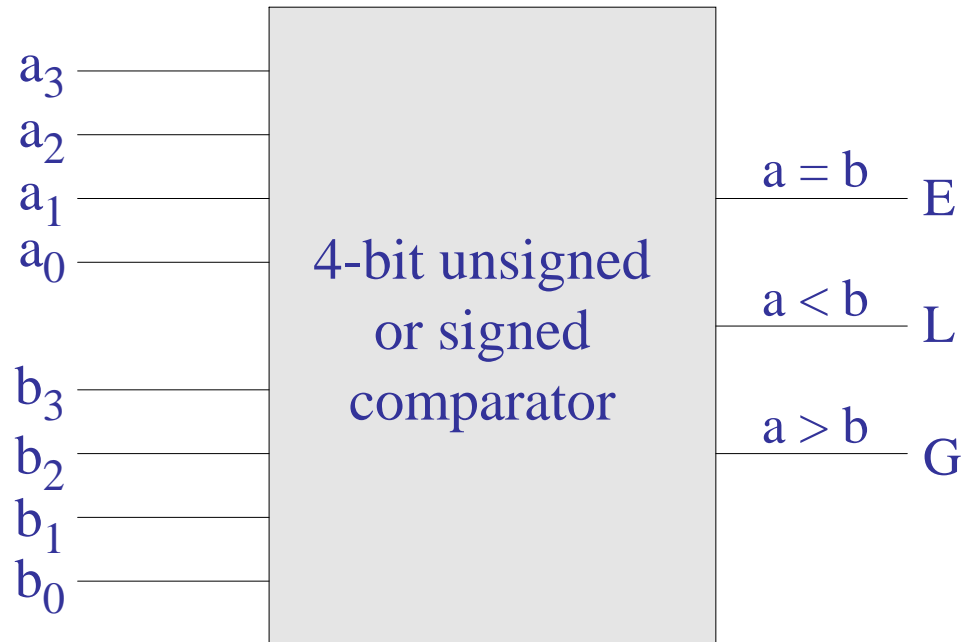 a₃
a₂
a₁
a₀
b₃
b₂
b₁
b₀
4-bit unsigned
or signed
comparator
a = b E
a < b L
a > b G